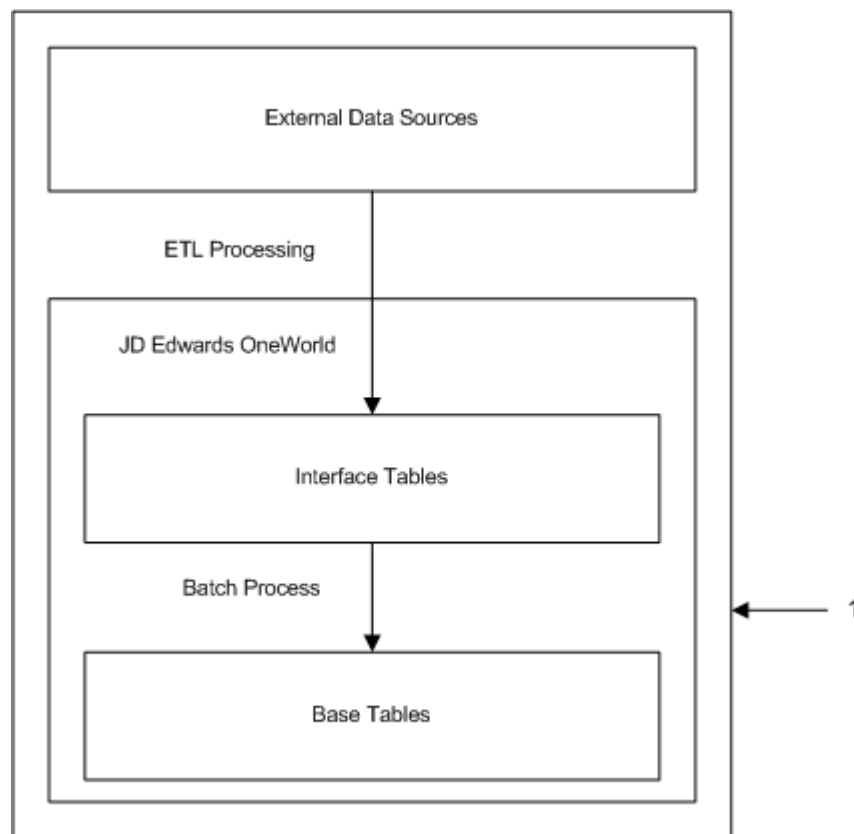 External Data Sources
ETL Processing
JD Edwards OneWorld
Interface Tables
Batch Process
Base Tables